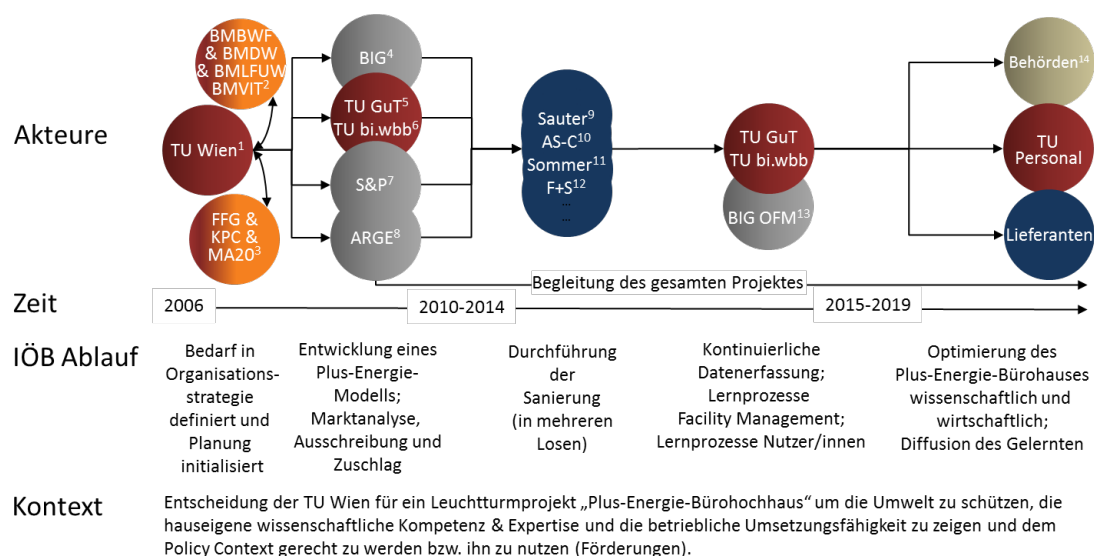 Akteure
BMBWF
& BMDW
& BMLFUW
BMVIT²
TU Wien¹
FFG &
KPC &
MA20³
BIG⁴
TU GuT⁵
TU bi.wbb⁶
S&P⁷
ARGE⁸
Sauter⁹
AS-C¹⁰
Sommer¹¹
F+S¹²
...
...
TU GuT
TU bi.wbb
BIG OFM¹³
Behörden¹⁴
TU
Personal
Lieferanten
Begleitung des gesamten Projektes
Zeit
2006
2010-2014
2015-2019
IÖB Ablauf
Bedarf in
Organisations-
strategie
definiert und
Planung
initialisiert
Entwicklung eines
Plus-Energie-
Modells;
Marktanalyse,
Ausschreibung und
Zuschlag
Durchführung
der
Sanierung
(in mehreren
Losen)
Kontinuierliche
Datenerfassung;
Lernprozesse
Facility Management;
Lernprozesse Nutzer/innen
Optimierung des
Plus-Energie-Bürohauses
wissenschaftlich und
wirtschaftlich;
Diffusion des Gelernten
Kontext
Entscheidung der TU Wien für ein Leuchtturmprojekt „Plus-Energie-Bürohochhaus“ um die Umwelt zu schützen, die
hauseigene wissenschaftliche Kompetenz & Expertise und die betriebliche Umsetzungsfähigkeit zu zeigen und dem
Policy Context gerecht zu werden bzw. ihn zu nutzen (Förderungen).